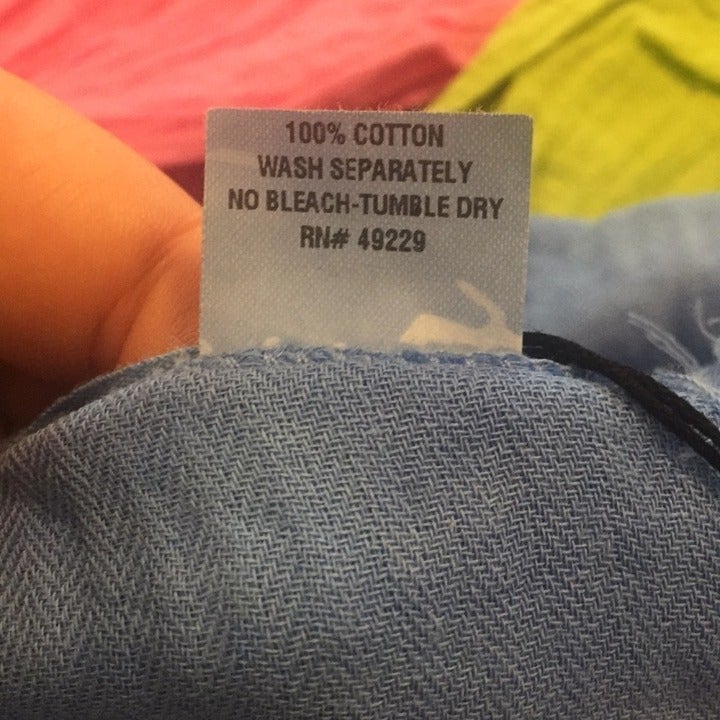 100% COTTON
WASH SEPARATELY
NO BLEACH-TUMBLE DRY
RN# 49229